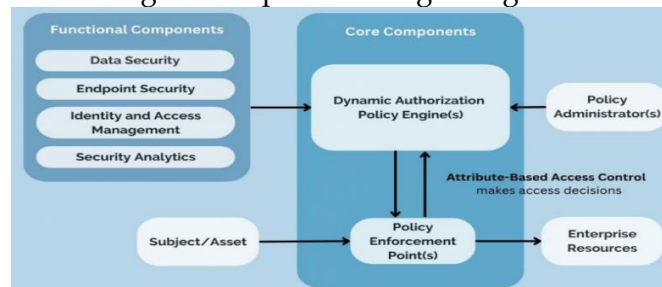 Functional Components
Data Security
Endpoint Security
Identity and Access
Management
Security Analytics
Core Components
Dynamic Authorization
Policy Engine(s)
Policy
Administrator(s)
Attribute-Based Access Control
makes access decisions
Subject/Asset
Policy
Enforcement
Point(s)
Enterprise
Resources